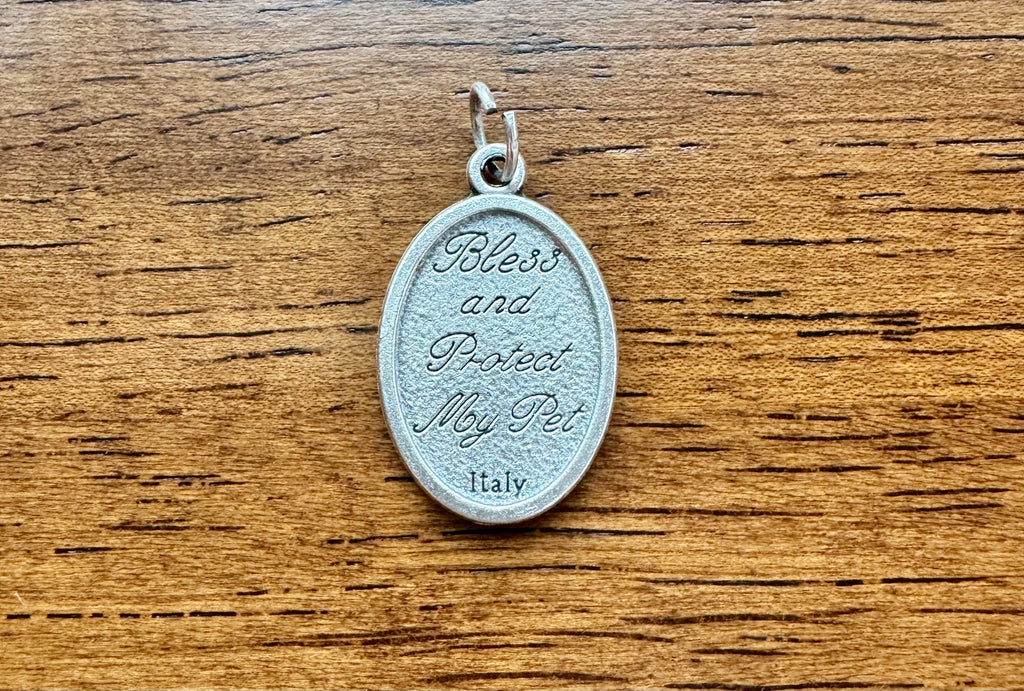 Bless
and
Protect
My Pet
Italy